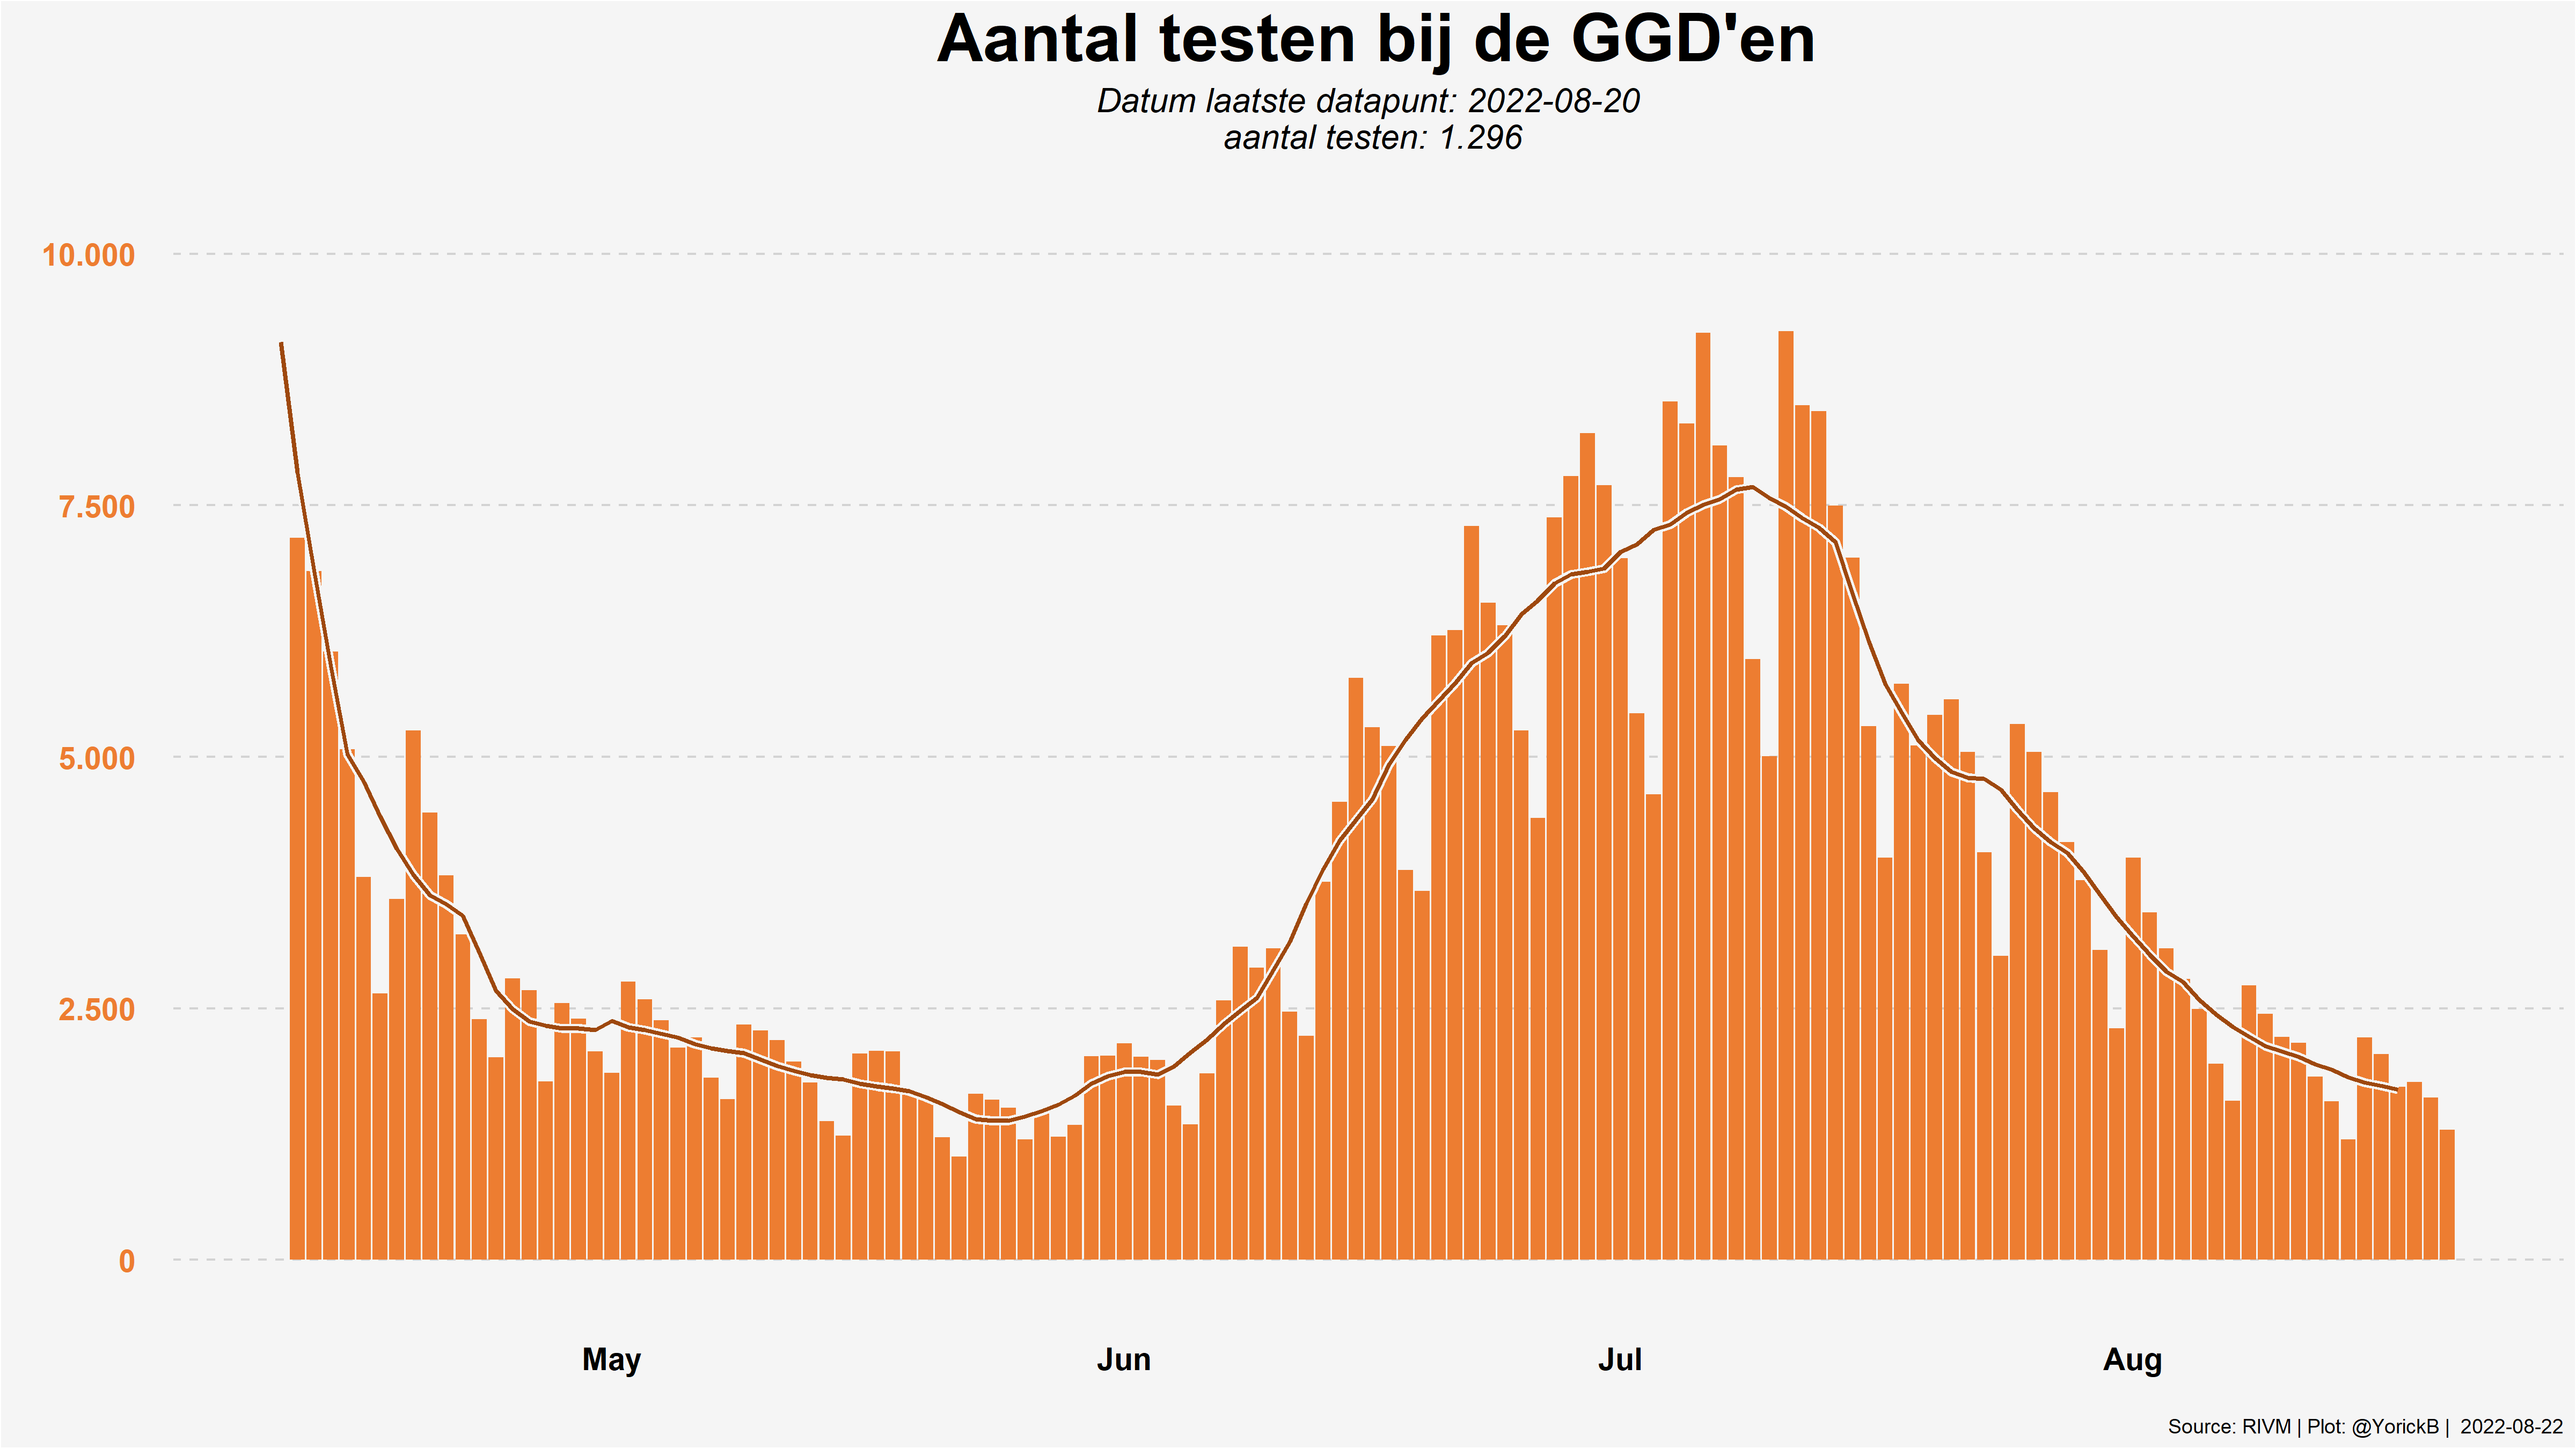 Aantal testen bij de GGD'en
Datum laatste datapunt: 2022-08-20
aantal testen: 1.296
10.000
7.500
5.000
2.500
0
May Jun Jul Aug
Source: RIVM | Plot: @YorickB | 2022-08-22